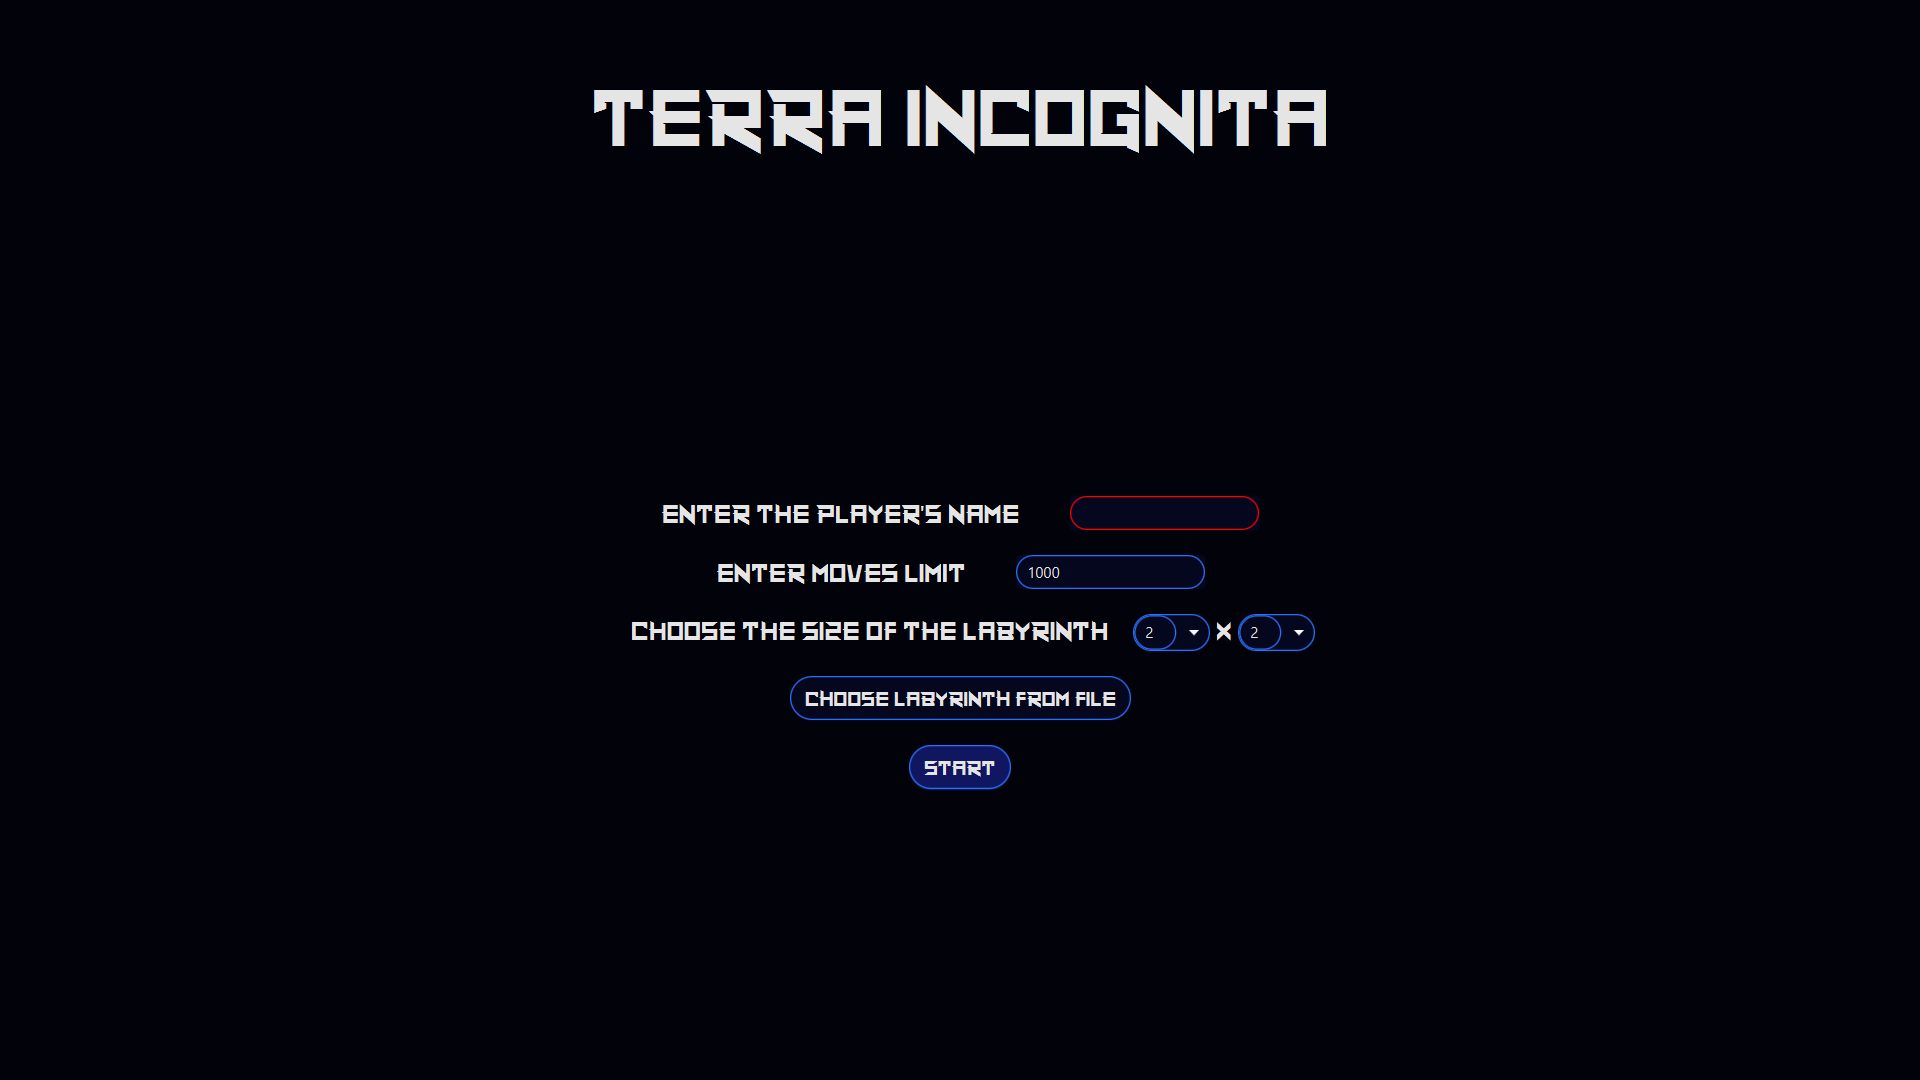 TERRA INCOGNITA
ENTER THE PLAYER'S NAME
ENTER MOVES LIMIT 1000
CHOOSE THE SIZE OF THE LABYRINTH 2 X 2
CHOOSE LABYRINTH FROM FILE
START